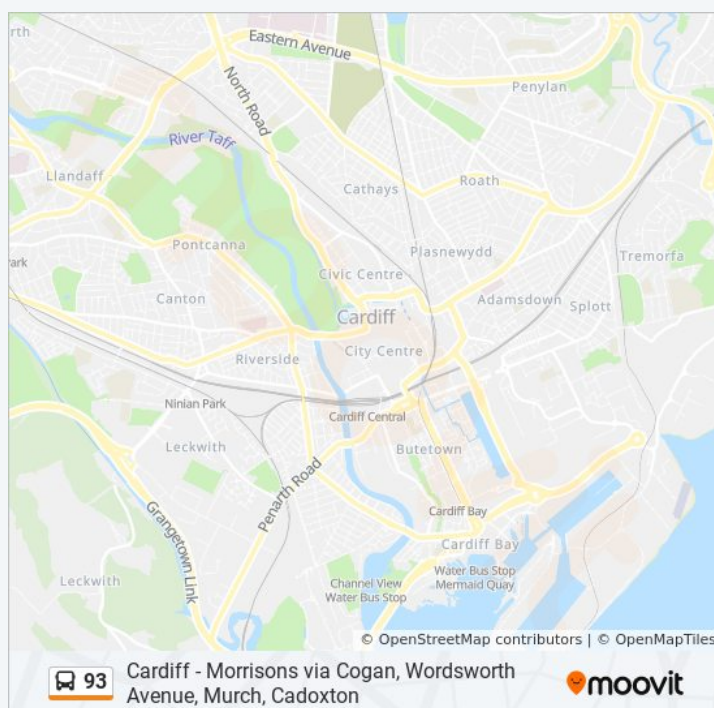 rth
Eastern Avenue
Penylan
North Road
River Taff
Llandaff
Cathays
Roath
Pontcanna
Plasnewydd
Tremorfa
Park
Civic Centre
Canton
Adamsdown
Splott
Cardiff
City Centre
Riverside
Ninian Park
Cardiff Central
Leckwith
Butetown
Penarth Road
Grangetown Link
Cardiff Bay
Cardiff Bay
Leckwith
Channel View
Water Bus Stop
Water Bus Stop
Mermaid Quay
© OpenStreetMap contributors | © OpenMapTiles
93
Cardiff - Morrisons via Cogan, Wordsworth
Avenue, Murch, Cadoxton
moovit